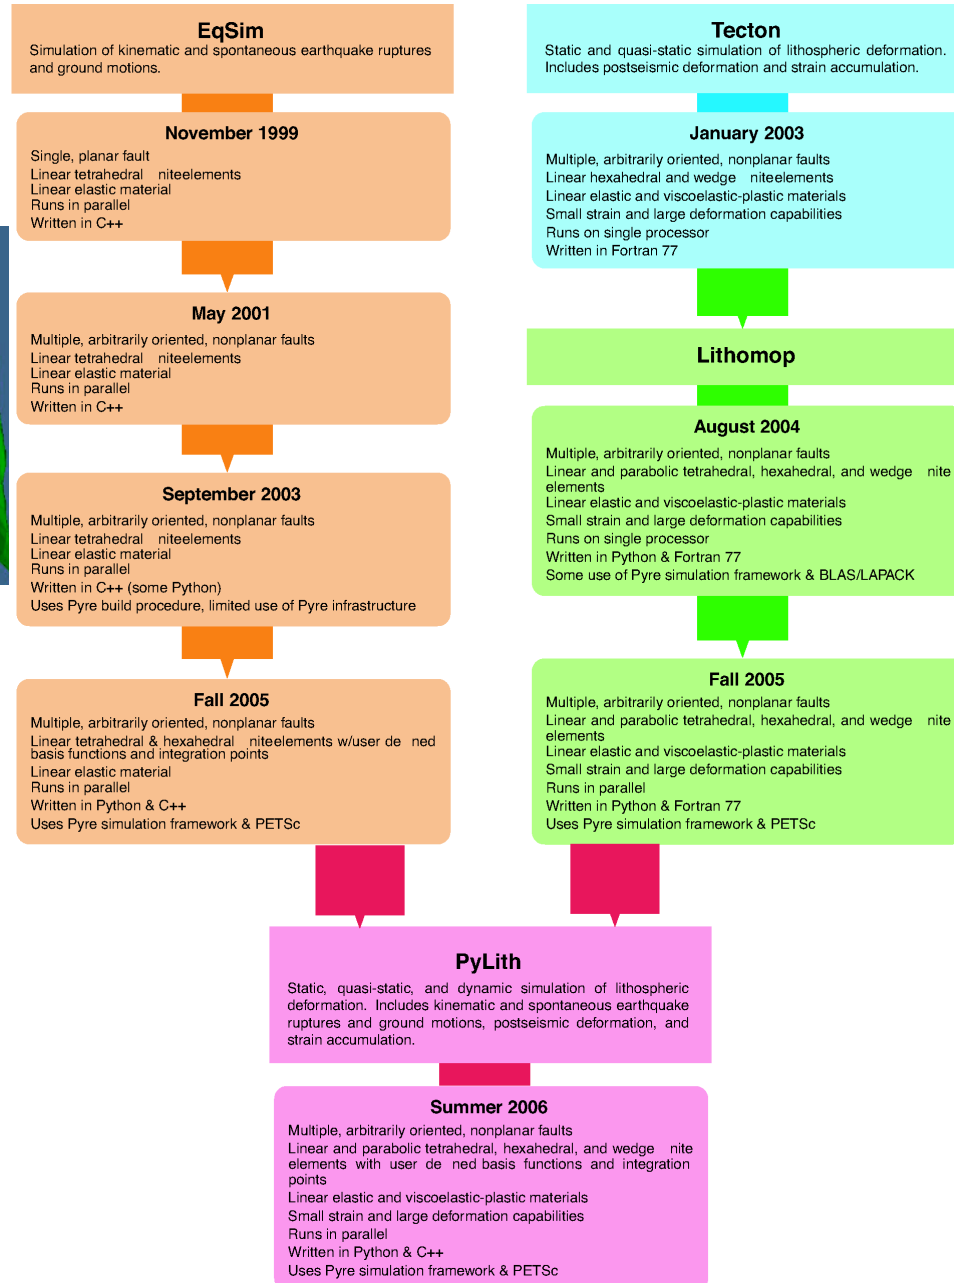 EqSim
Simulation of kinematic and spontaneous earthquake ruptures
and ground motions.
November 1999
Single, planar fault
Linear tetrahedral niteelements
Linear elastic material
Runs in parallel
Written in C++
May 2001
Multiple, arbitrarily oriented, nonplanar faults
Linear tetrahedral niteelements
Linear elastic material
Runs in parallel
Written in C++
September 2003
Multiple, arbitrarily oriented, nonplanar faults
Linear tetrahedral niteelements
Linear elastic material
Runs in parallel
Written in C++ (some Python)
Uses Pyre build procedure, limited use of Pyre infrastructure
Fall 2005
Multiple, arbitrarily oriented, nonplanar faults
Linear tetrahedral & hexahedral niteelements w/user de ned
basis functions and integration points
Linear elastic material
Runs in parallel
Written in Python & C++
Uses Pyre simulation framework & PETSc
Tecton
Static and quasi-static simulation of lithospheric deformation.
Includes postseismic deformation and strain accumulation.
January 2003
Multiple, arbitrarily oriented, nonplanar faults
Linear hexahedral and wedge niteelements
Linear elastic and viscoelastic-plastic materials
Small strain and large deformation capabilities
Runs on single processor
Written in Fortran 77
Lithomop
August 2004
Multiple, arbitrarily oriented, nonplanar faults
Linear and parabolic tetrahedral, hexahedral, and wedge nite
elements
Linear elastic and viscoelastic-plastic materials
Small strain and large deformation capabilities
Runs on single processor
Written in Python & Fortran 77
Some use of Pyre simulation framework & BLAS/LAPACK
Fall 2005
Multiple, arbitrarily oriented, nonplanar faults
Linear and parabolic tetrahedral, hexahedral, and wedge nite
elements
Linear elastic and viscoelastic-plastic materials
Small strain and large deformation capabilities
Runs in parallel
Written in Python & Fortran 77
Uses Pyre simulation framework & PETSc
PyLith
Static, quasi-static, and dynamic simulation of lithospheric
deformation. Includes kinematic and spontaneous earthquake
ruptures and ground motions, postseismic deformation, and
strain accumulation.
Summer 2006
Multiple, arbitrarily oriented, nonplanar faults
Linear and parabolic tetrahedral, hexahedral, and wedge nite
elements with user de ned basis functions and integration
points
Linear elastic and viscoelastic-plastic materials
Small strain and large deformation capabilities
Runs in parallel
Written in Python & C++
Uses Pyre simulation framework & PETSc